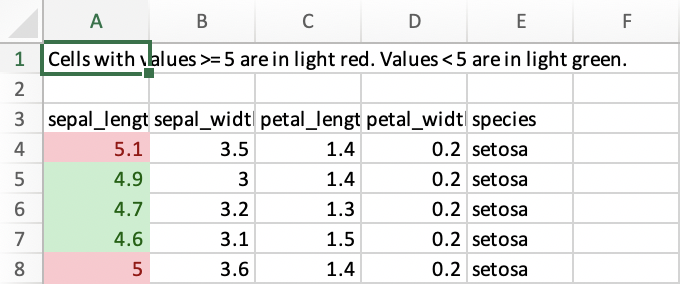 A B C D E F
1 Cells with values >= 5 are in light red. Values < 5 are in light green.
2
3 sepal_lengt sepal_widt petal_lengt petal_widt species
4 5.1 3.5 1.4 0.2 setosa
5 4.9 3 1.4 0.2 setosa
6 4.7 3.2 1.3 0.2 setosa
7 4.6 3.1 1.5 0.2 setosa
8 5 3.6 1.4 0.2 setosa